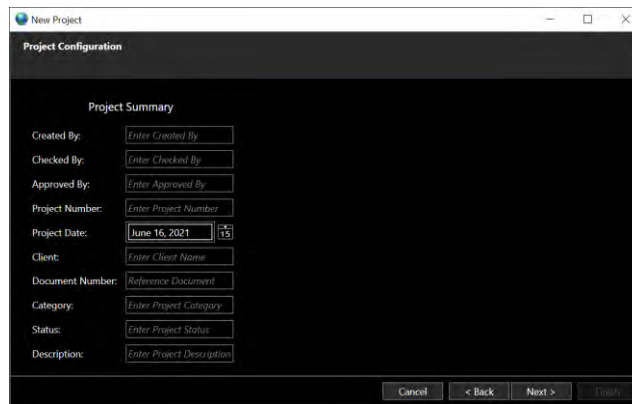 New Project
Project Configuration
Project Summary
Created By: Enter Created By
Checked By: Enter Checked By
Approved By: Enter Approved By
Project Number: Enter Project Number
Project Date: June 16, 2021 15
Client: Enter Client Name
Document Number: Reference Document
Category: Enter Project Category
Status: Enter Project Status
Description: Enter Project Description
Cancel < Back Next > Finish